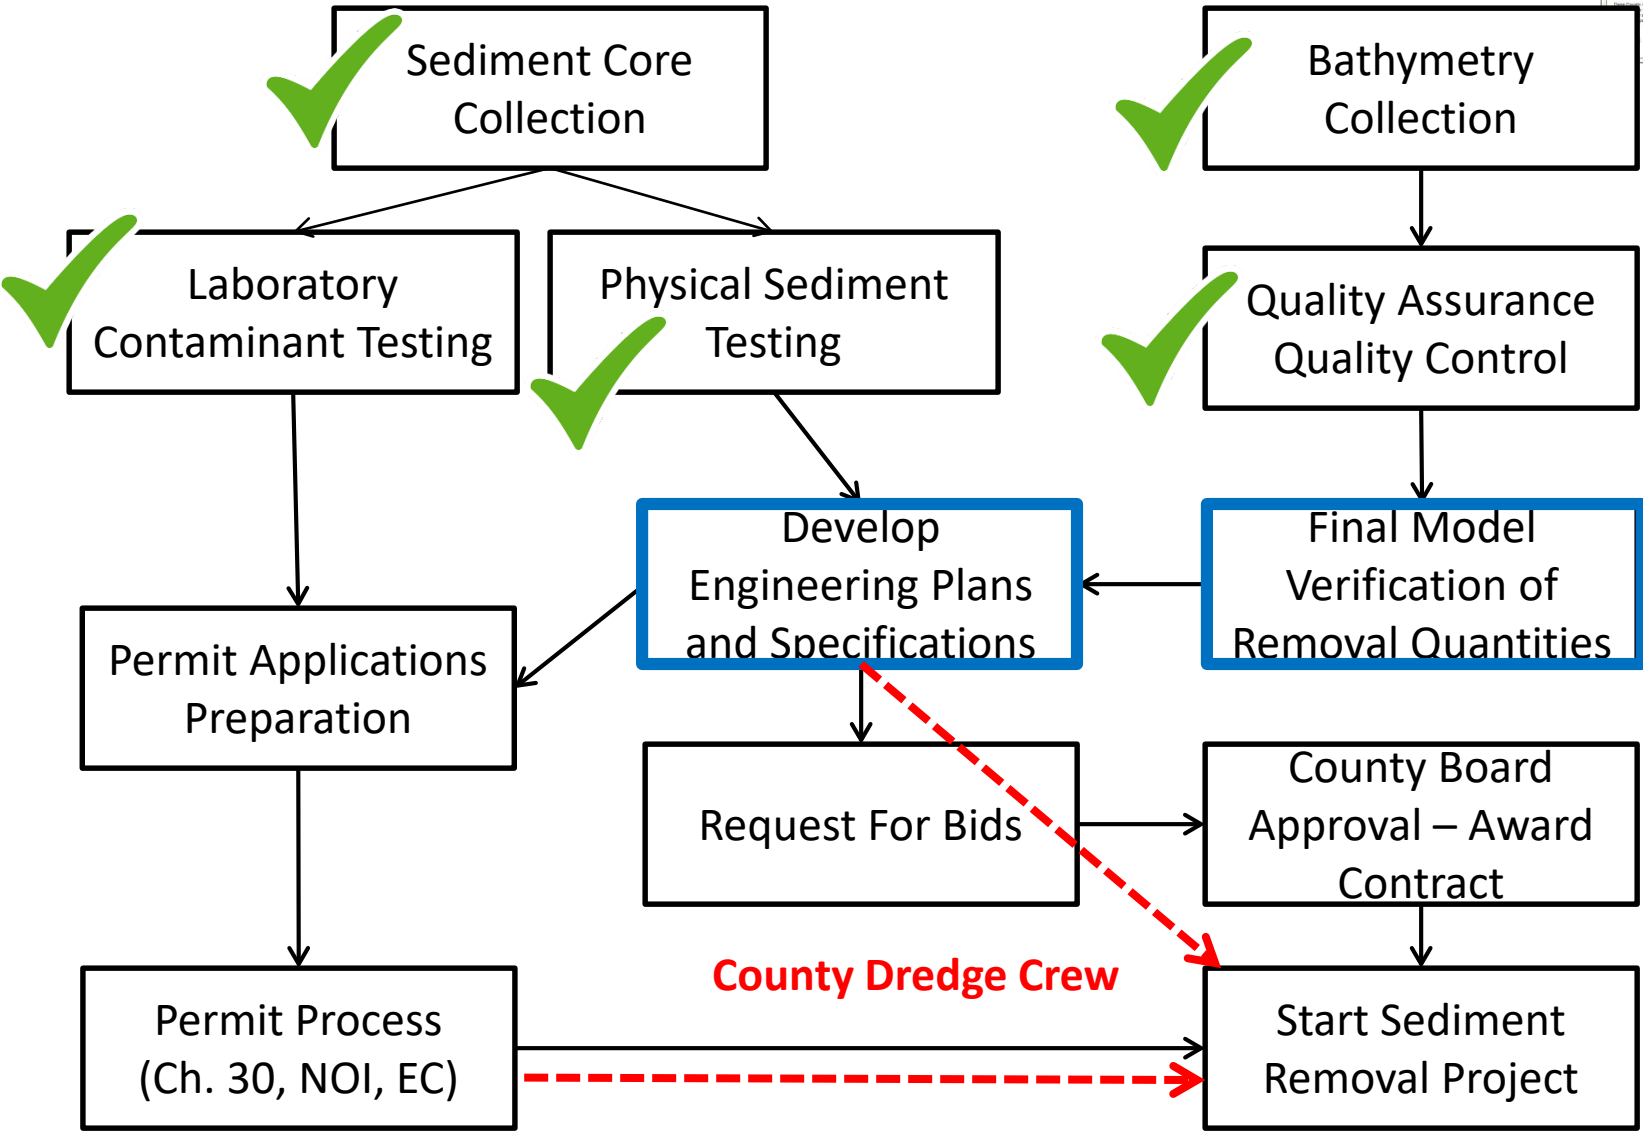 Sediment Core
Collection
Bathymetry
Collection
Laboratory
Contaminant Testing
Physical Sediment
Testing
Quality Assurance
Quality Control
Develop
Engineering Plans
and Specifications
Final Model
Verification of
Removal Quantities
Permit Applications
Preparation
Request For Bids
County Board
Approval – Award
Contract
County Dredge Crew
Permit Process
(Ch. 30, NOI, EC)
Start Sediment
Removal Project